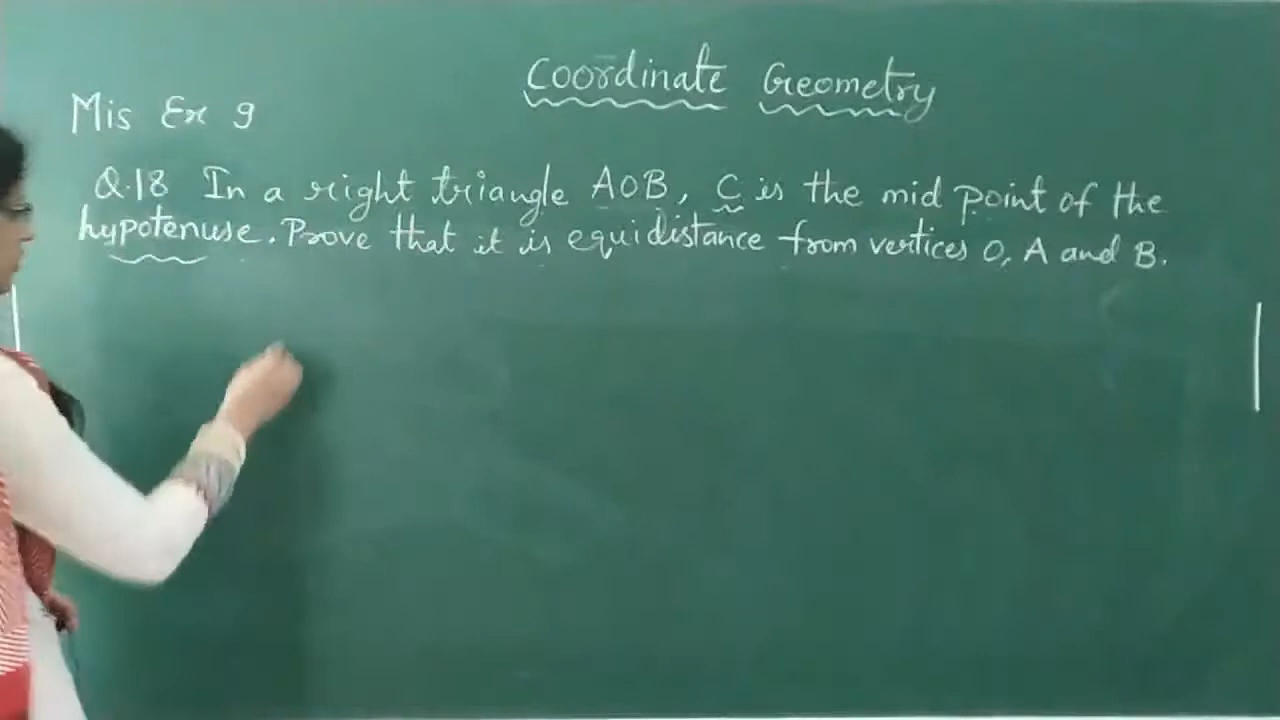 Coordinate Geometry
Mis Ex 9
Q.18 In a right triangle AOB, C is the mid point of the
hypotenuse. Prove that it is equidistance from vertices O, A and B.